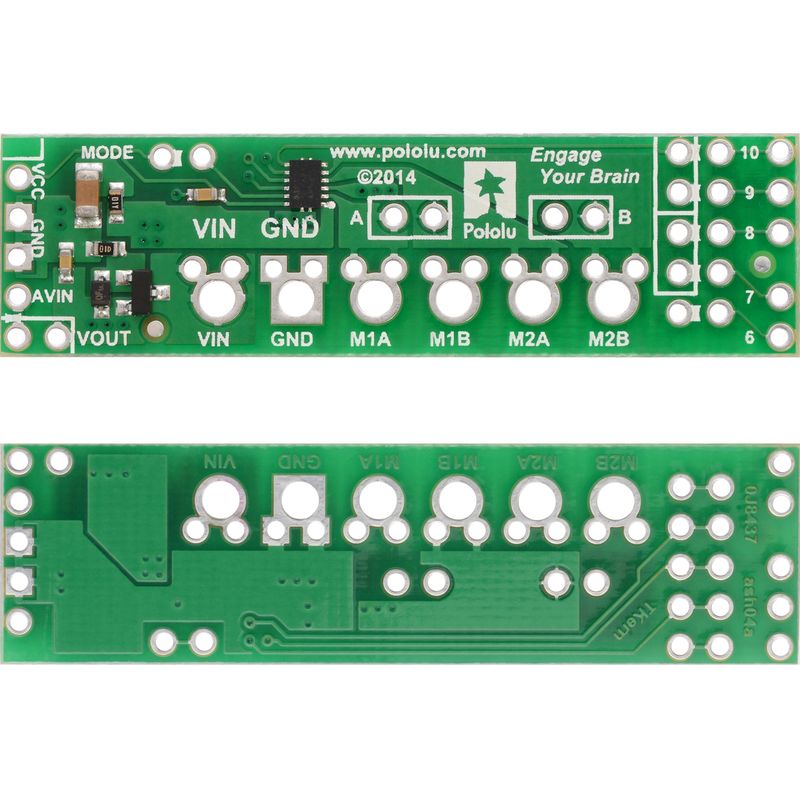 MODE
www.pololu.com
Engage
10
VCC
©2014
Your Brain
9
GND
VIN
GND
A
Pololu
B
8
AVIN
7
VOUT
VIN
GND
M1A
M1B
M2A
M2B
6
VIN
GND
M1A
M1B
M2A
M2B
0J8437
ash04a
TKern